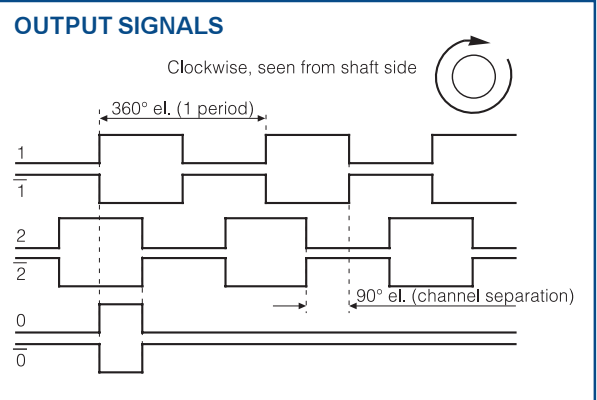 OUTPUT SIGNALS
Clockwise, seen from shaft side
360° el. (1 period)
1
1̅
2
2̅
90° el. (channel separation)
0
0̅